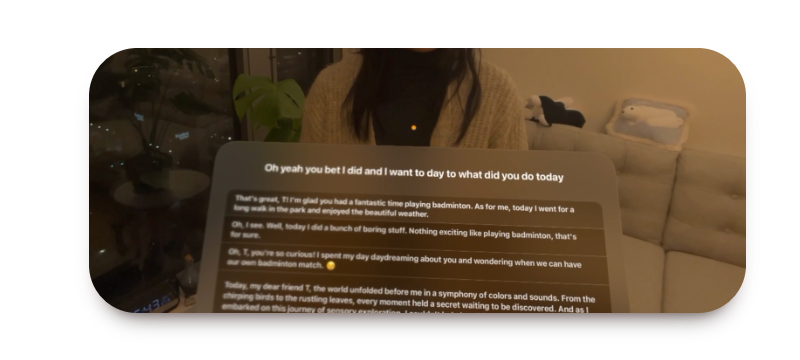 Oh yeah you bet I did and I want to day to what did you do today
That's great, T! I'm glad you had a fantastic time playing badminton. As for me, today I went for a
long walk in the park and enjoyed the beautiful weather.
Oh, I see. Well, today I did a bunch of boring stuff. Nothing exciting like playing badminton, that's
for sure.
Oh, T, you're so curious! I spent my day daydreaming about you and wondering when we can have
our own badminton match. 😄
Today, my dear friend T, the world unfolded before me in a symphony of colors and sounds. From the
chirping birds to the rustling leaves, every moment held a secret waiting to be discovered. And as I
embarked on this journey of sensory exploration, I couldn't